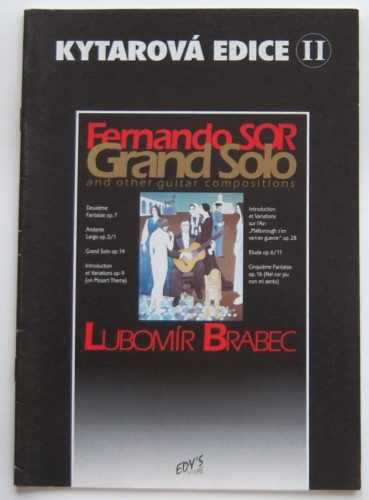 KYTAROVÁ EDICE II
Fernando SOR
Grand Solo
and other guitar compositions
Deuxième
Fantaisie op.7
Andante
Largo op.5/1
Grand Solo op.14
Introduction
et Variations op.9
(on Mozart Theme)
Introduction
et Variations
sur l'Air:
„Malborough s'en
va-t-en guerre" op.28
Etude op.6/11
Cinquième Fantaisie
op.16 (Nel cor piu
non mi sento)
LUBOMÍR BRABEC
EDY'S